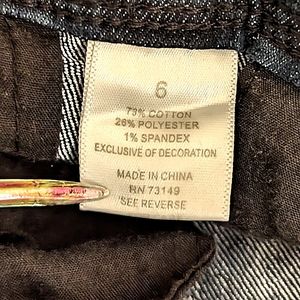 6
73% COTTON
26% POLYESTER
1% SPANDEX
EXCLUSIVE OF DECORATION
MADE IN CHINA
RN 73149
SEE REVERSE